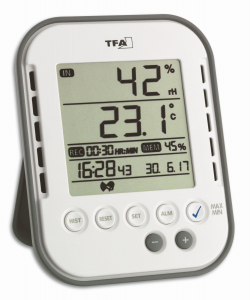 TFA
IN 42 % rH
23.1 °C
REC 00:30 HR:MIN MEM 45%
16:28 43 30. 6.17
HIST RESET SET ALM ✓ MAX MIN
− +